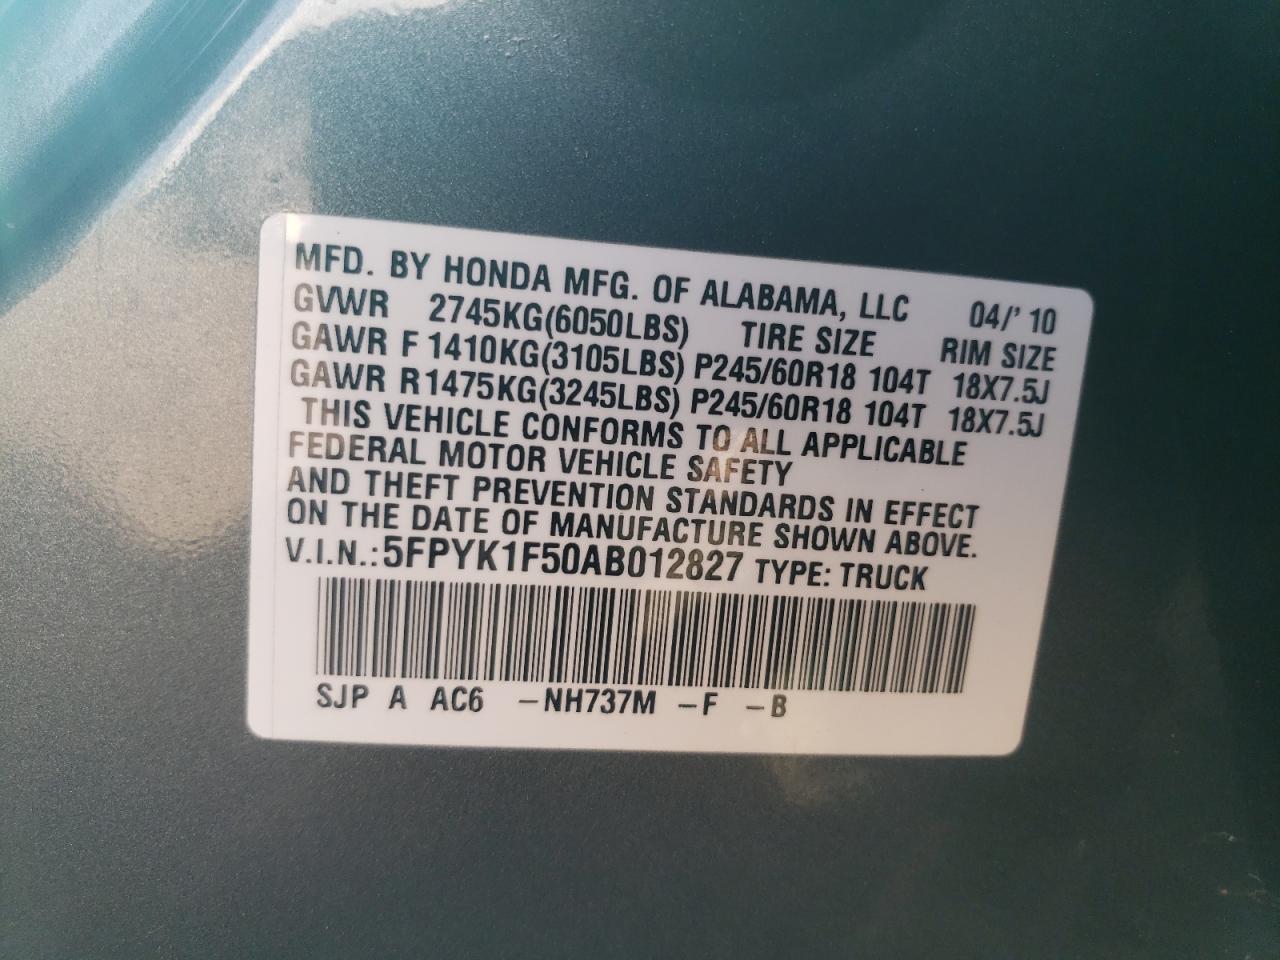 MFD. BY HONDA MFG. OF ALABAMA, LLC 04/'10
GVWR 2745KG(6050LBS) TIRE SIZE RIM SIZE
GAWR F 1410KG(3105LBS) P245/60R18 104T 18X7.5J
GAWR R 1475KG(3245LBS) P245/60R18 104T 18X7.5J
THIS VEHICLE CONFORMS TO ALL APPLICABLE
FEDERAL MOTOR VEHICLE SAFETY
AND THEFT PREVENTION STANDARDS IN EFFECT
ON THE DATE OF MANUFACTURE SHOWN ABOVE.
V.I.N.: 5FPYK1F50AB012827 TYPE: TRUCK
SJP A AC6 -NH737M -F -B